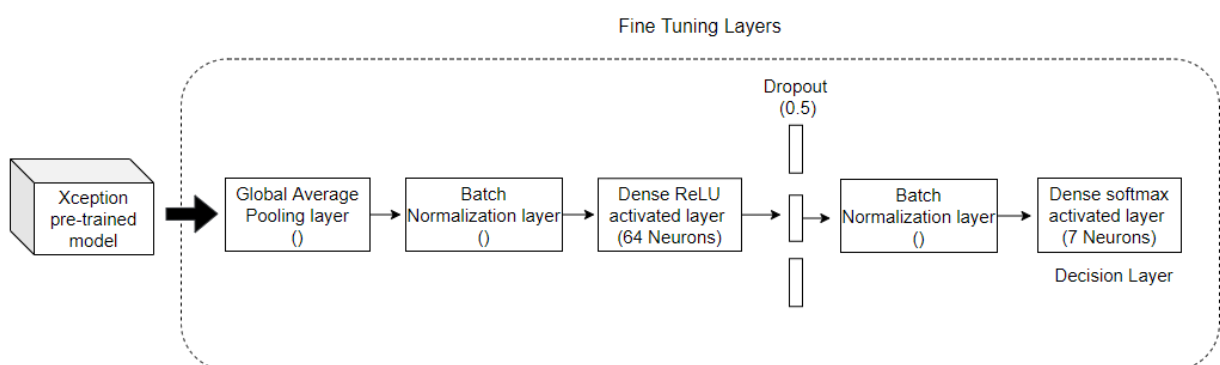 Fine Tuning Layers
Dropout
(0.5)
Xception
pre-trained
model
Global Average
Pooling layer
()
Batch
Normalization layer
()
Dense ReLU
activated layer
(64 Neurons)
Batch
Normalization layer
()
Dense softmax
activated layer
(7 Neurons)
Decision Layer